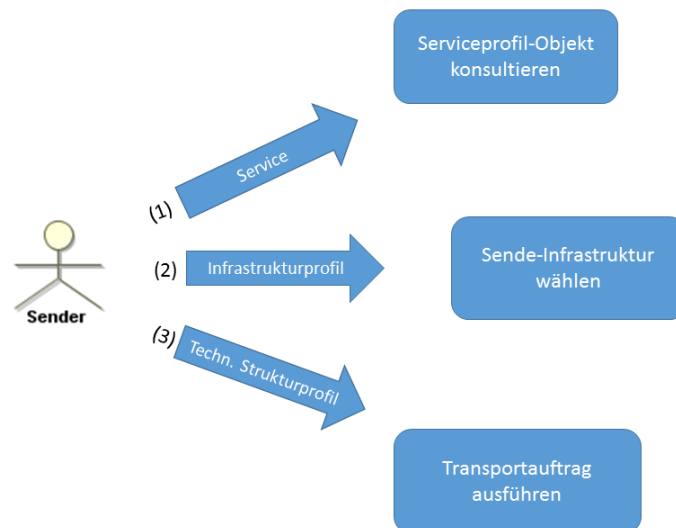 Serviceprofil-Objekt
konsultieren
(1)
Service
(2)
Infrastrukturprofil
Sende-Infrastruktur
wählen
Sender
(3)
Techn. Strukturprofil
Transportauftrag
ausführen